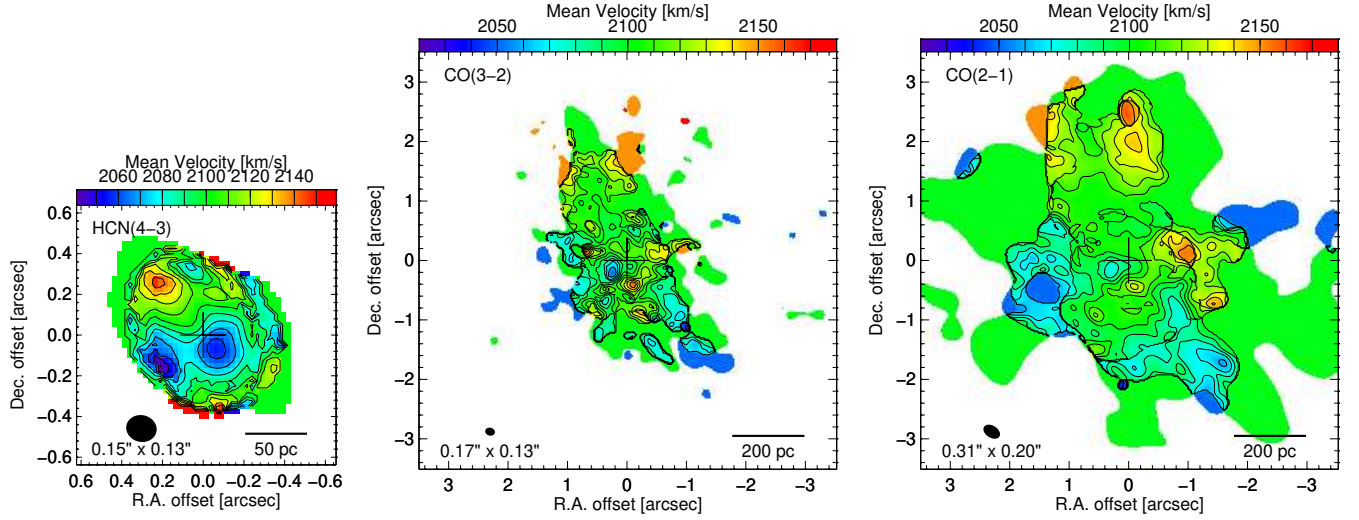 Mean Velocity [km/s]
2060 2080 2100 2120 2140
HCN(4−3)
0.6
0.4
0.2
0.0
−0.2
−0.4
−0.6
Dec. offset [arcsec]
0.15" x 0.13"
50 pc
0.6 0.4 0.2 0.0 −0.2 −0.4 −0.6
R.A. offset [arcsec]
Mean Velocity [km/s]
2050 2100 2150
CO(3−2)
3
2
1
0
−1
−2
−3
Dec. offset [arcsec]
0.17" x 0.13"
200 pc
3 2 1 0 −1 −2 −3
R.A. offset [arcsec]
Mean Velocity [km/s]
2050 2100 2150
CO(2−1)
3
2
1
0
−1
−2
−3
Dec. offset [arcsec]
0.31" x 0.20"
200 pc
3 2 1 0 −1 −2 −3
R.A. offset [arcsec]